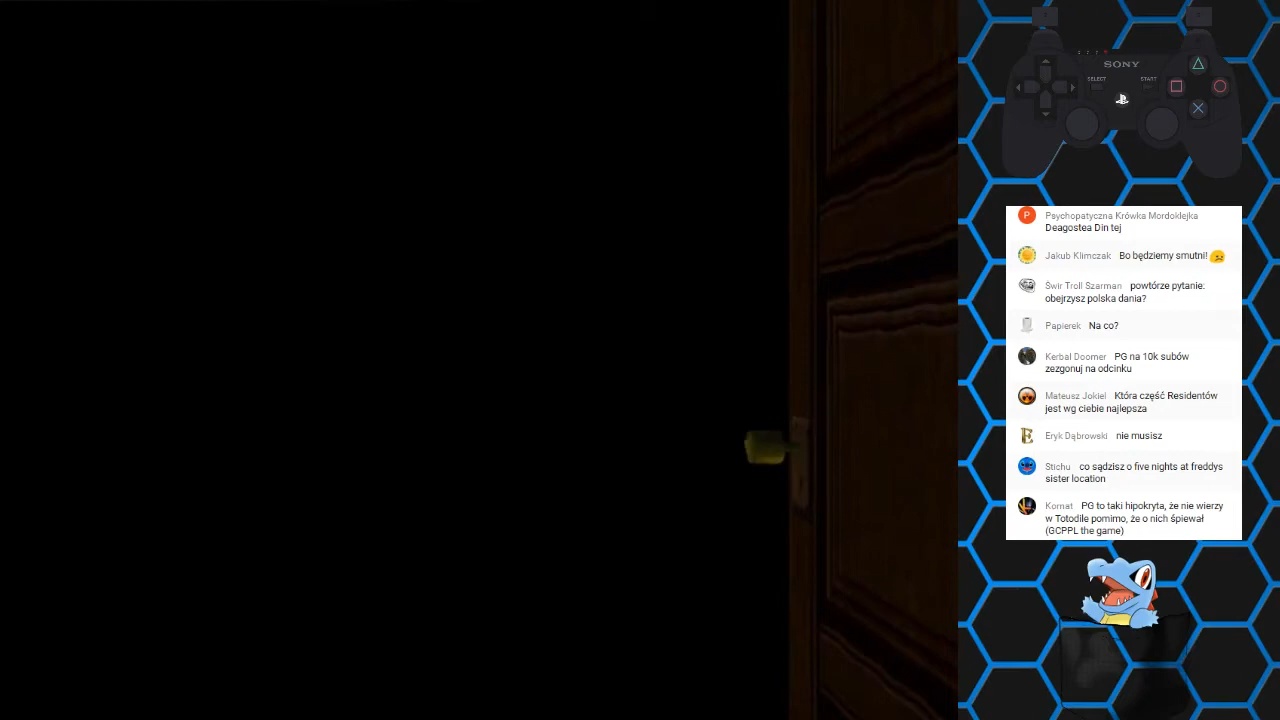 SONY
SELECT
START
P
Psychopatyczna Krówka Mordoklejka
Deagostea Din tej
Jakub Klimczak Bo będziemy smutni!
Świr Troll Szarman powtórze pytanie:
obejrzysz polska dania?
Papierek Na co?
Kerbal Doomer PG na 10k subów
zezgonuj na odcinku
Mateusz Jokiel Która część Residentów
jest wg ciebie najlepsza
E
Eryk Dąbrowski nie musisz
Stichu co sądzisz o five nights at freddys
sister location
Kornat PG to taki hipokryta, że nie wierzy
w Totodile pomimo, że o nich śpiewał
(GCPPL the game)